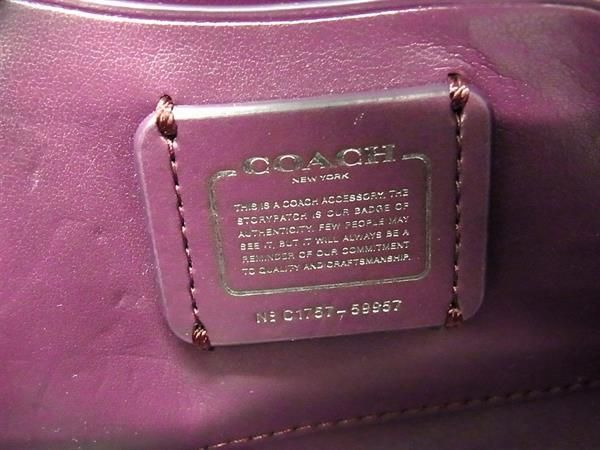 COACH
NEW YORK
THIS IS A COACH ACCESSORY. THE
STORYPATCH IS OUR BADGE OF
AUTHENTICITY. FEW PEOPLE MAY
SEE IT, BUT IT WILL ALWAYS BE A
REMINDER OF OUR COMMITMENT
TO QUALITY AND CRAFTSMANSHIP.
Nº C1767-59957